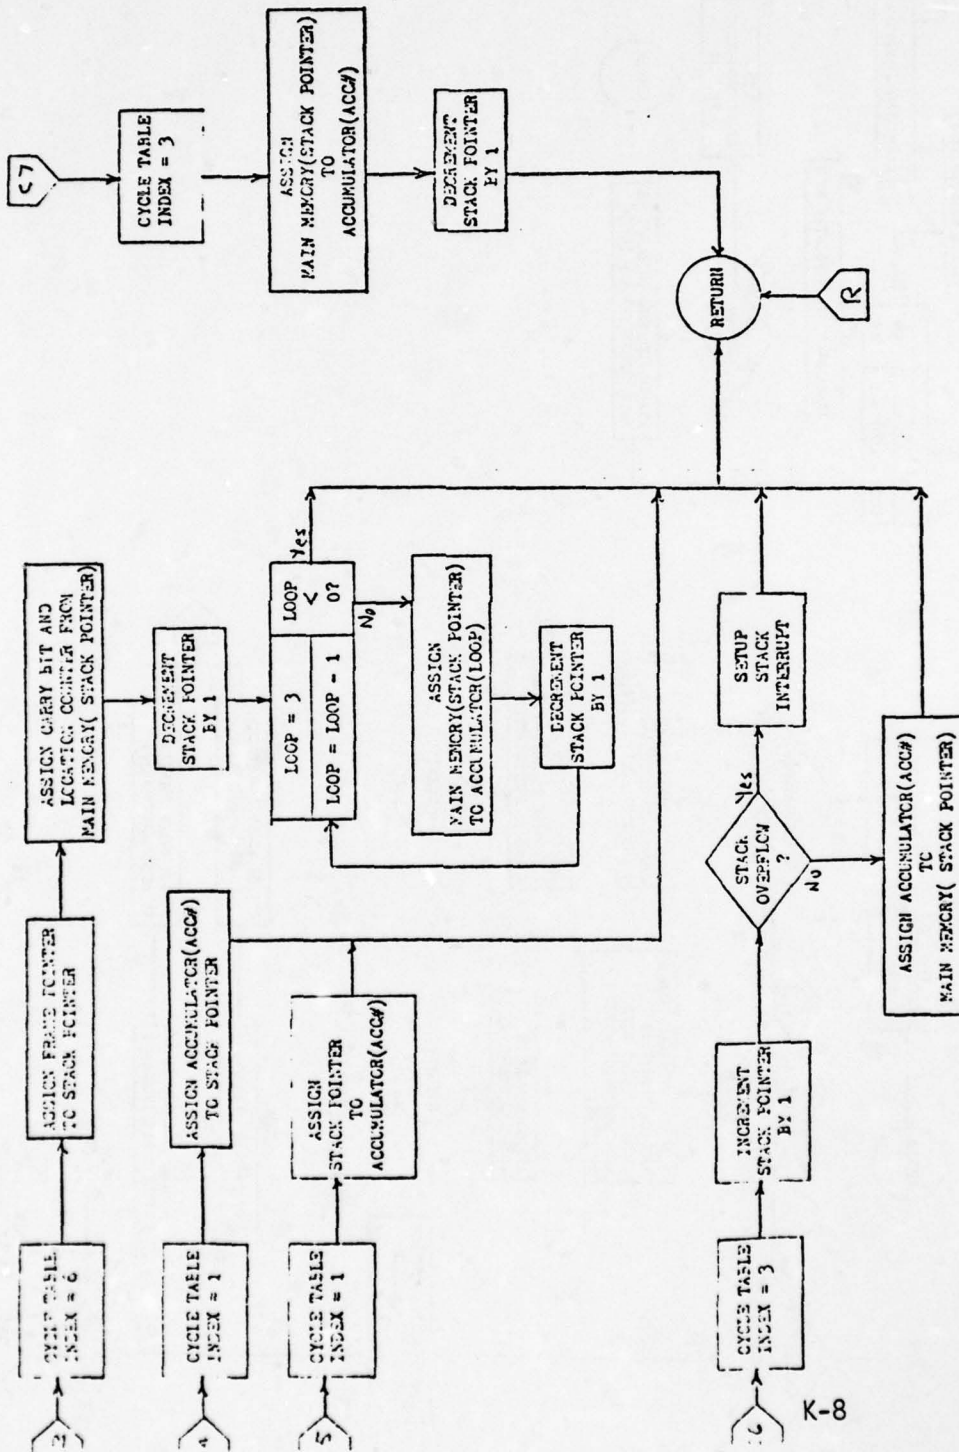 CYCLE TABLE
INDEX = 6
ASSIGN FRAME POINTER
TO STACK POINTER
ASSIGN CARRY BIT AND
LOCATION COUNTER FROM
MAIN MEMORY( STACK POINTER)
DECREMENT
STACK POINTER
BY 1
LOOP = 3
LOOP = LOOP - 1
LOOP
<
0?
Yes
No
ASSIGN
MAIN MEMORY(STACK POINTER)
TO ACCUMULATOR(LOOP)
DECREMENT
STACK POINTER
BY 1
4
CYCLE TABLE
INDEX = 1
ASSIGN ACCUMULATOR(ACC#)
TO STACK POINTER
5
CYCLE TABLE
INDEX = 1
ASSIGN
STACK POINTER
TO
ACCUMULATOR(ACC#)
6
CYCLE TABLE
INDEX = 3
INCREMENT
STACK POINTER
BY 1
STACK
OVERFLOW
?
Yes
No
SETUP
STACK
INTERRUPT
ASSIGN ACCUMULATOR(ACC#)
TO
MAIN MEMORY( STACK POINTER)
C7
CYCLE TABLE
INDEX = 3
ASSIGN
MAIN MEMORY(STACK POINTER)
TO
ACCUMULATOR(ACC#)
DECREMENT
STACK POINTER
BY 1
RETURN
R
K-8